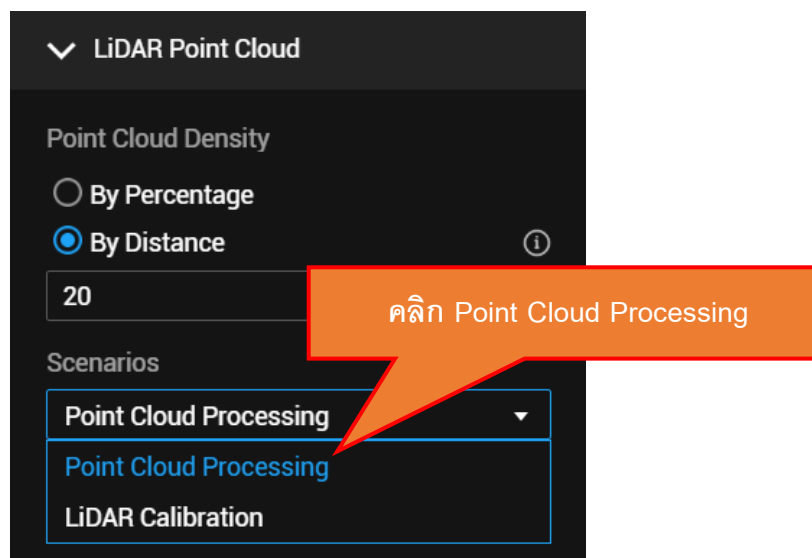 LiDAR Point Cloud
Point Cloud Density
By Percentage
By Distance
20
คลิก Point Cloud Processing
Scenarios
Point Cloud Processing
Point Cloud Processing
LiDAR Calibration